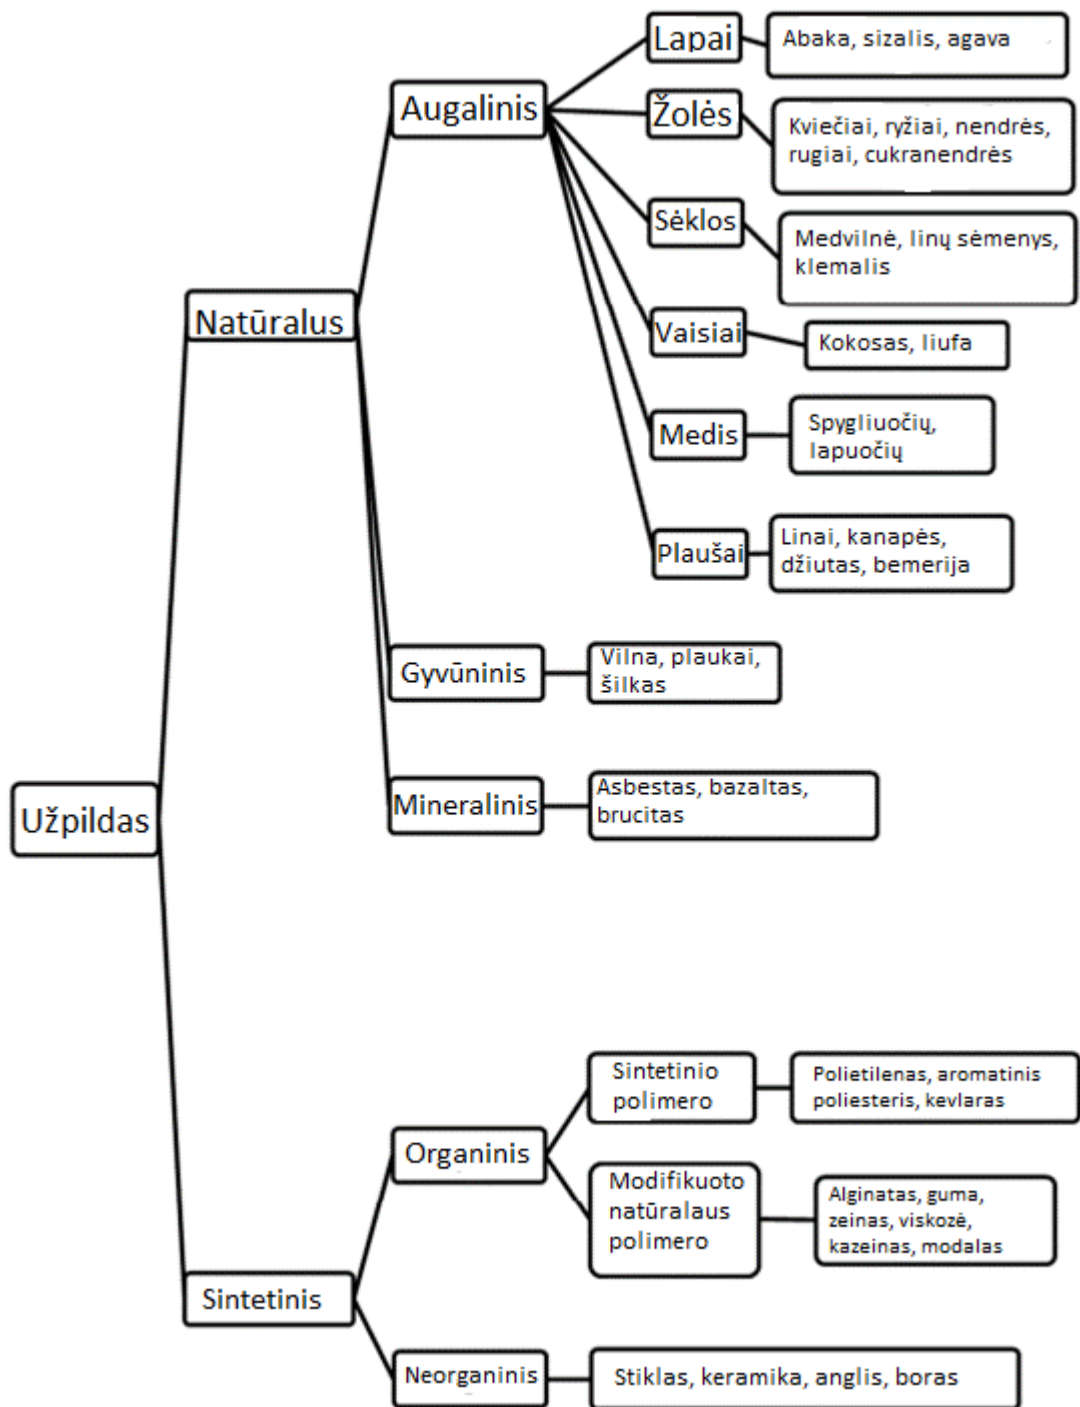 Užpildas
Natūralus
Augalinis
Lapai
Abaka, sizalis, agava
Žolės
Kviečiai, ryžiai, nendrės,
rugiai, cukranendrės
Sėklos
Medvilnė, linų sėmenys,
klemalis
Vaisiai
Kokosas, liufa
Medis
Spygliuočių,
lapuočių
Plaušai
Linai, kanapės,
džiutas, bemerija
Gyvūninis
Vilna, plaukai,
šilkas
Mineralinis
Asbestas, bazaltas,
brucitas
Sintetinis
Organinis
Sintetinio
polimero
Polietilenas, aromatinis
poliesteris, kevlaras
Modifikuoto
natūralaus
polimero
Alginatas, guma,
zeinas, viskozė,
kazeinas, modalas
Neorganinis
Stiklas, keramika, anglis, boras